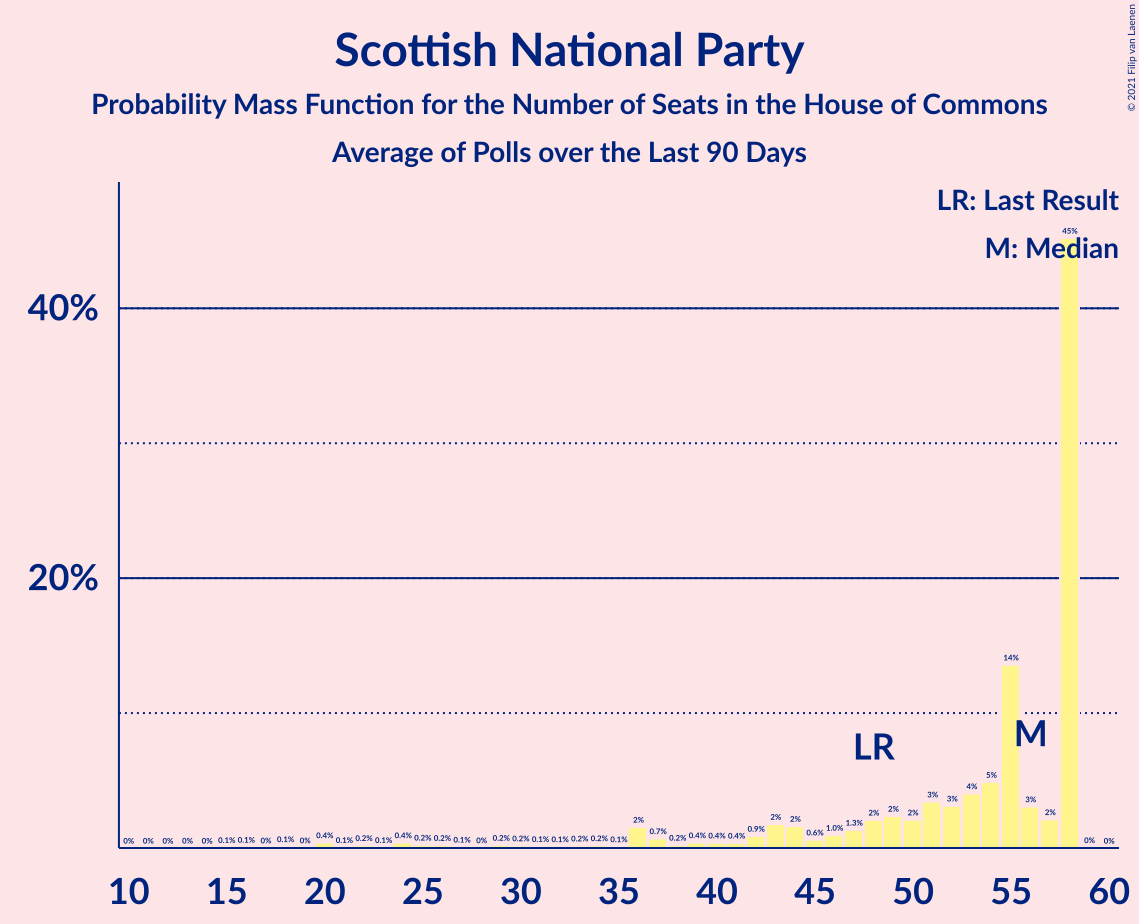 Scottish National Party
Probability Mass Function for the Number of Seats in the House of Commons
Average of Polls over the Last 90 Days
© 2021 Filip van Laenen
LR: Last Result
M: Median
40%
20%
0% 0% 0% 0% 0% 0.1% 0.1% 0% 0.1% 0% 0.4% 0.1% 0.2% 0.1% 0.4% 0.2% 0.2% 0.1% 0% 0.2% 0.2% 0.1% 0.1% 0.2% 0.2% 0.1% 2% 0.7% 0.2% 0.4% 0.4% 0.4% 0.9% 2% 2% 0.6% 1.0% 1.3% 2% 2% 2% 3% 3% 4% 5% 14% 3% 2% 45% 0% 0%
LR
M
10 15 20 25 30 35 40 45 50 55 60